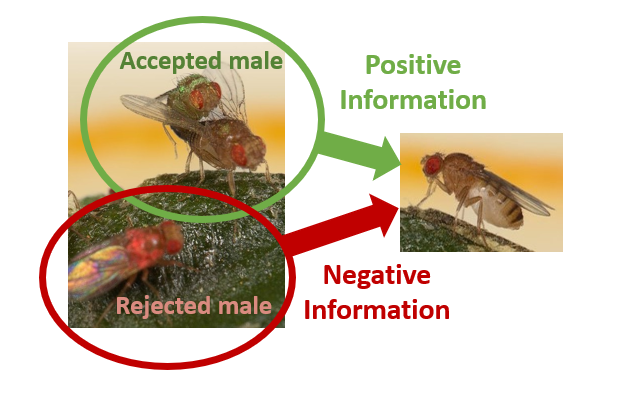 Accepted male
Positive
Information
Negative
Information
Rejected male